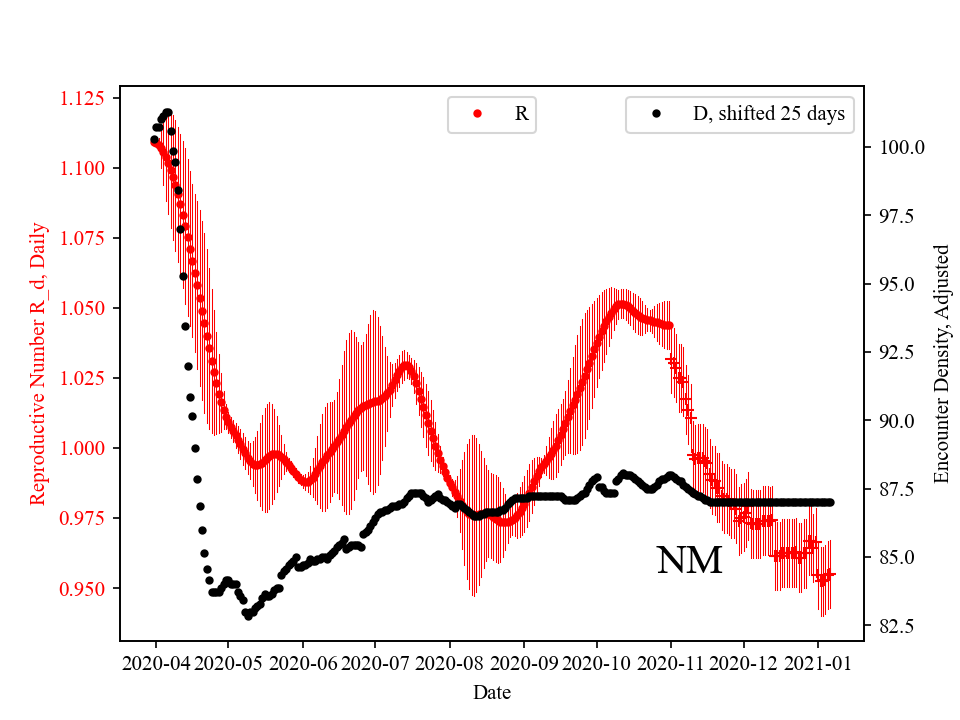 R
D, shifted 25 days
1.125
1.100
1.075
1.050
1.025
1.000
0.975
0.950
Reproductive Number R_d, Daily
100.0
97.5
95.0
92.5
90.0
87.5
85.0
82.5
Encounter Density, Adjusted
NM
2020-04 2020-05 2020-06 2020-07 2020-08 2020-09 2020-10 2020-11 2020-12 2021-01
Date